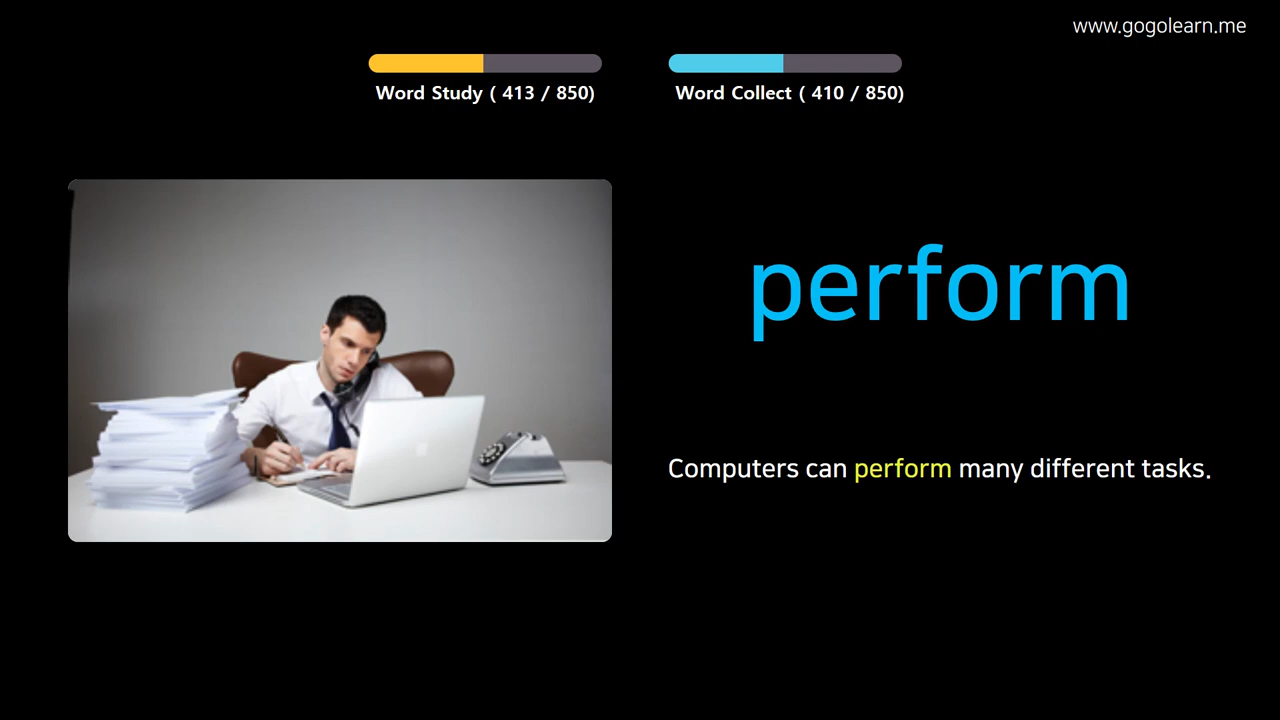 www.gogolearn.me
Word Study ( 413 / 850)
Word Collect ( 410 / 850)
perform
Computers can perform many different tasks.